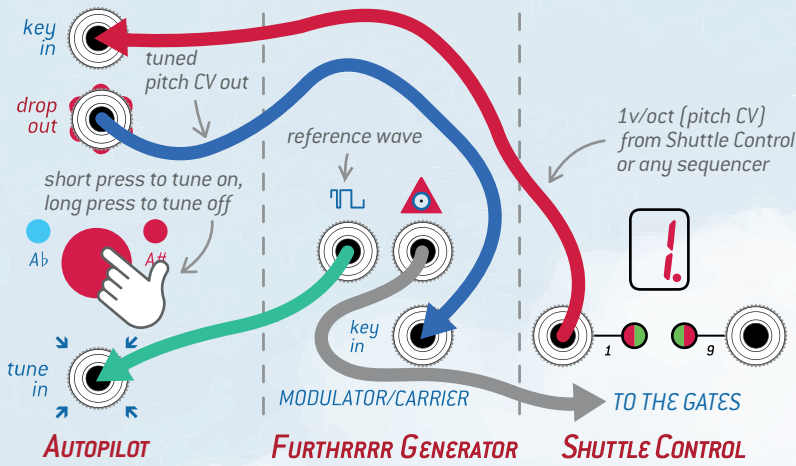 key
in
tuned
pitch CV out
drop
out
short press to tune on,
long press to tune off
A♭
A#
tune
in
AUTOPILOT
reference wave
key
in
MODULATOR/CARRIER
FURTHRRRR GENERATOR
1v/oct (pitch CV)
from Shuttle Control
or any sequencer
1.
1
9
TO THE GATES
SHUTTLE CONTROL